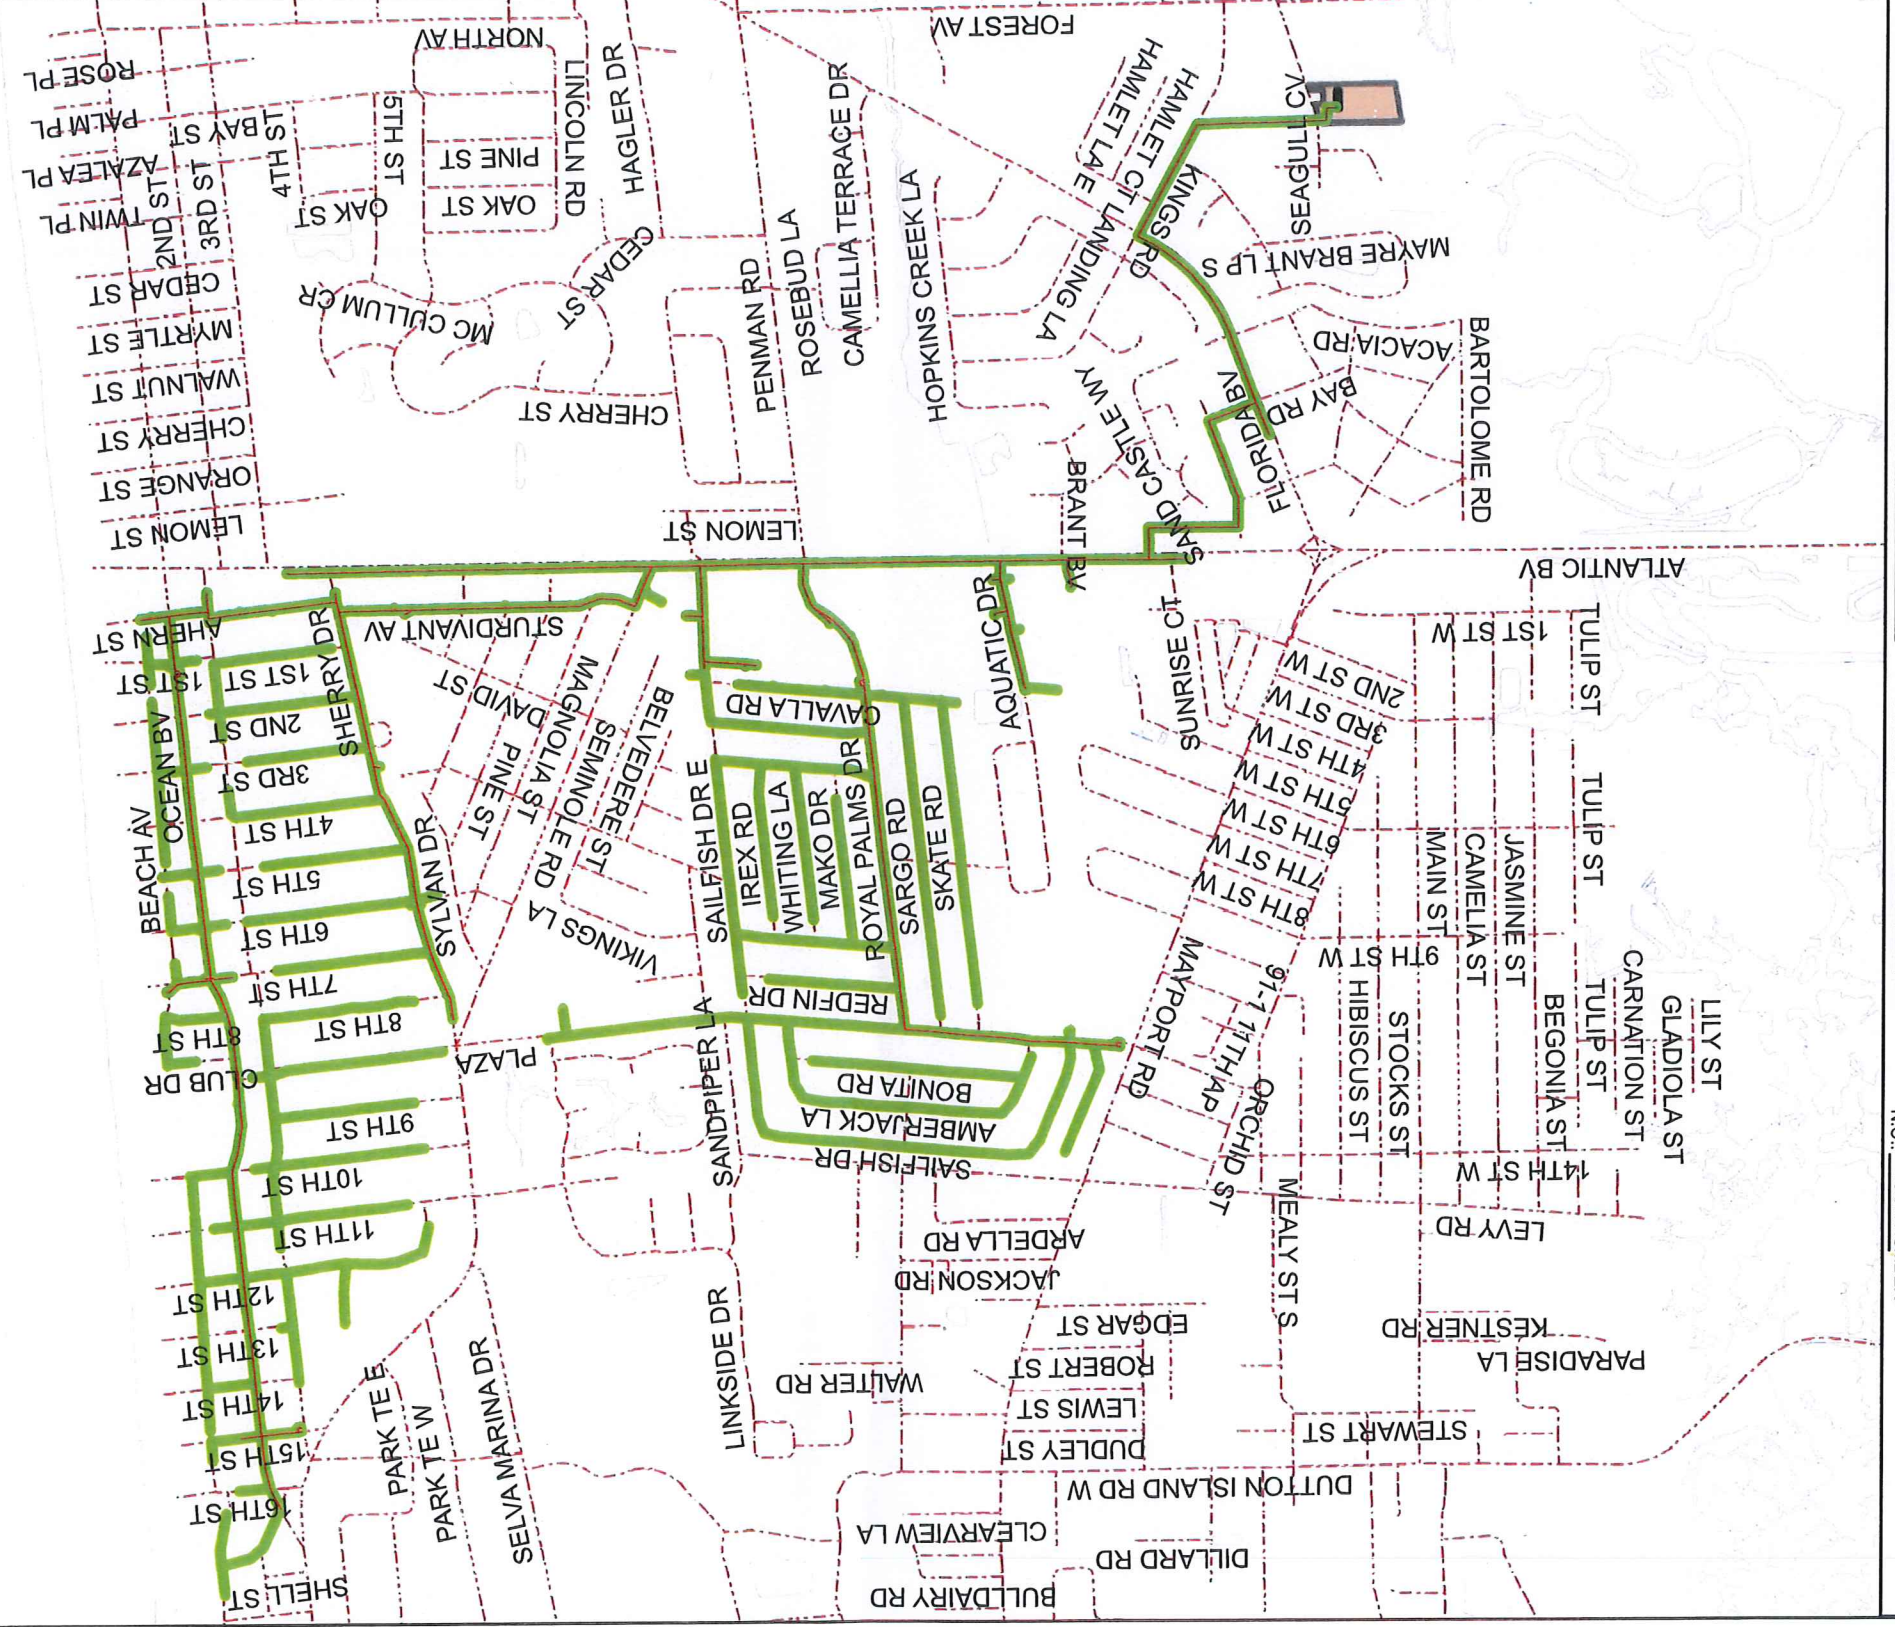 BULLDAIRY RD
SHELL ST
DILLARD RD
CLEARVIEW LA
16TH ST
DUTTON ISLAND RD W
15TH ST
DUDLEY ST
STEWART ST
SELVA MARINA DR
PARK TE W
PARK TE E
14TH ST
LEWIS ST
WALTER RD
ROBERT ST
PARADISE LA
13TH ST
LINKSIDE DR
EDGAR ST
KESTNER RD
12TH ST
JACKSON RD
MEALY ST S
11TH ST
ARDELLA RD
LEVY RD
10TH ST
SAILFISH DR
14TH ST W
9TH ST
AMBERJACK LA
ORCHID ST
CLUB DR
BONITA RD
SANDPIPER LA
PLAZA
11TH AP
91-1
HIBISCUS ST
STOCKS ST
BEGONIA ST
TULIP ST
CARNATION ST
GLADIOLA ST
LILY ST
8TH ST
8TH ST
MAYPORT RD
7TH ST
REDFIN DR
9TH ST W
6TH ST
VIKINGS LA
8TH ST W
5TH ST
7TH ST W
4TH ST
6TH ST W
3RD ST
5TH ST W
2ND ST
4TH ST W
1ST ST
1ST ST
3RD ST W
2ND ST W
BEACH AV
OCEAN BV
SHERRY DR
SYLVAN DR
DAVID ST
PINE ST
MAGNOLIA ST
SEMINOLE RD
BELVEDERE ST
SAILFISH DR E
IREX RD
WHITING LA
MAKO DR
ROYAL PALMS DR
SARGO RD
SKATE RD
CAVALLA RD
AQUATIC DR
SUNRISE CT
MAIN ST
CAMELIA ST
JASMINE ST
TULIP ST
TULIP ST
1ST ST W
AHERN ST
STURDIVANT AV
ATLANTIC BV
LEMON ST
LEMON ST
BRANT BV
SAND CASTLE WY
FLORIDA BV
BARTOLOME RD
ORANGE ST
CHERRY ST
CHERRY ST
BAY RD
WALNUT ST
ACACIA RD
MYRTLE ST
MC CULLUM CR
CEDAR ST
CEDAR ST
PENMAN RD
ROSEBUD LA
CAMELLIA TERRACE DR
HOPKINS CREEK LA
LANDING LA
KINGS RD
MAYRE BRANT LP S
SEAGULL CV
TWIN PL
2ND ST
3RD ST
4TH ST
OAK ST
OAK ST
AZALEA PL
PINE ST
PALM PL
BAY ST
5TH ST
LINCOLN RD
HAGLER DR
HAMLET LA E
HAMLET CT
ROSE PL
NORTH AV
FOREST AV